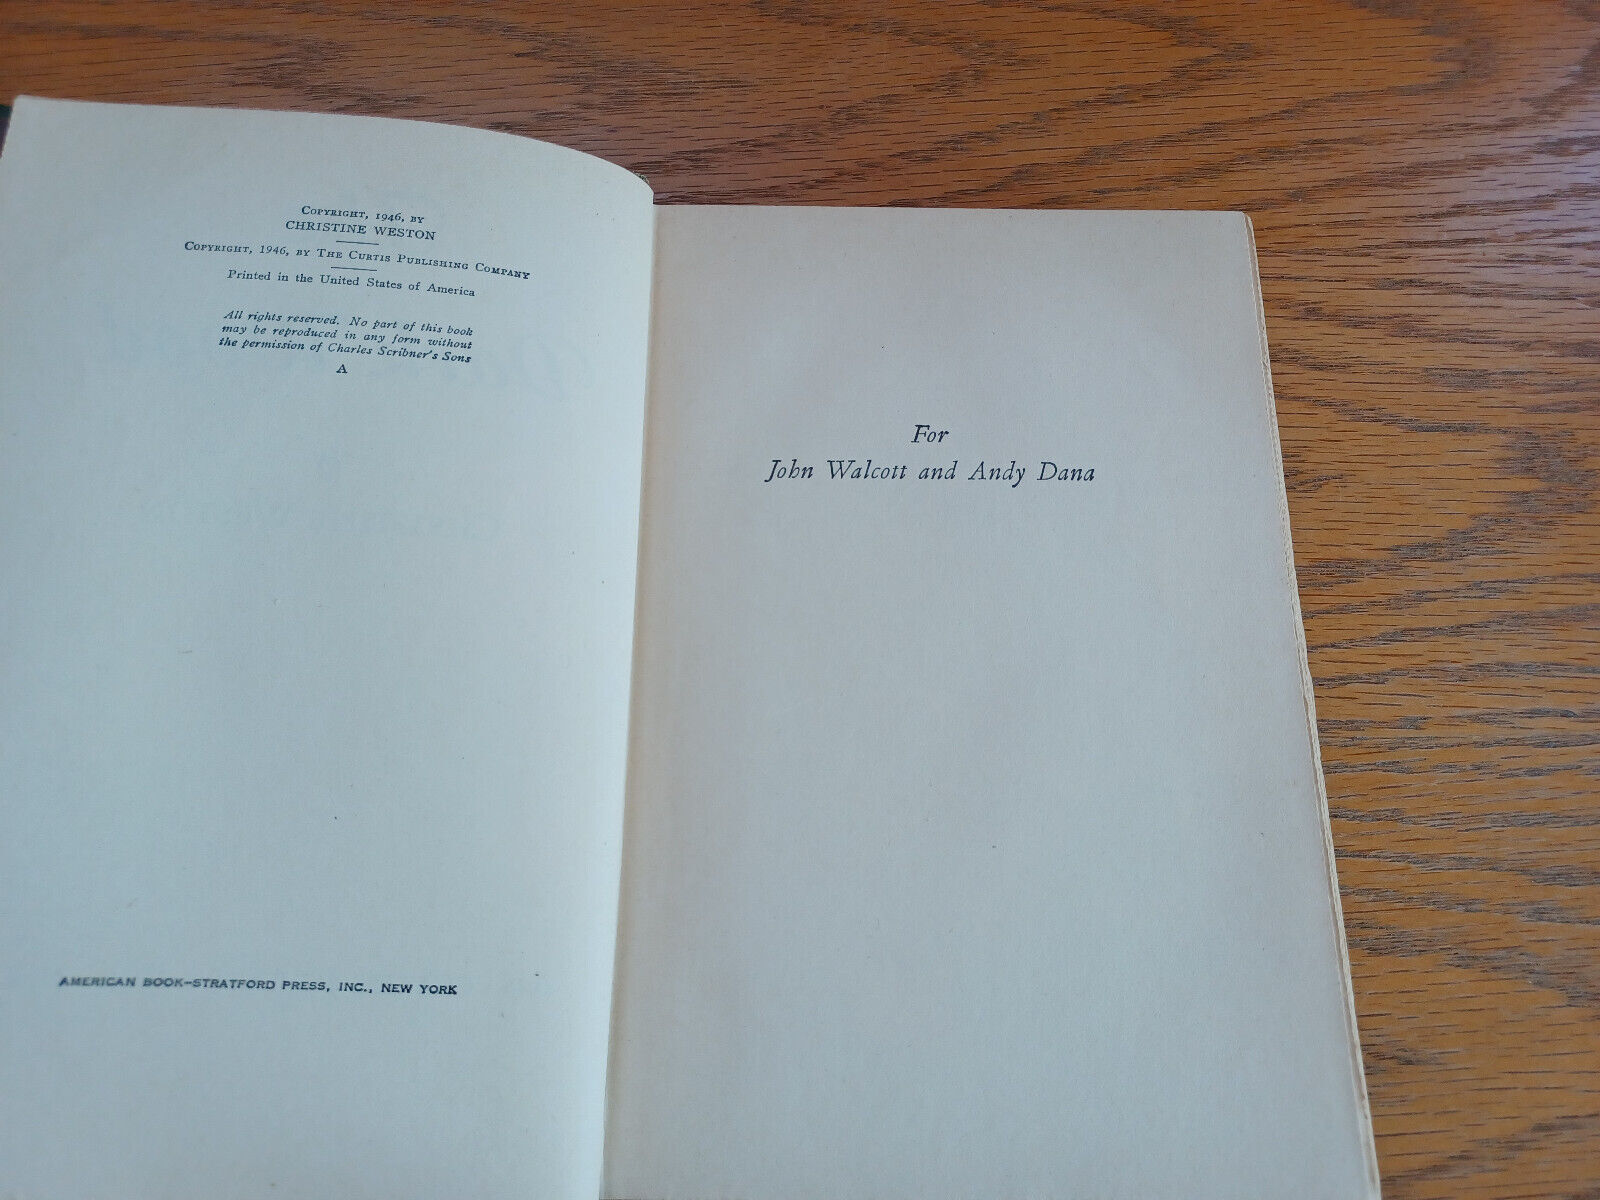 Copyright, 1946, by
CHRISTINE WESTON
Copyright, 1946, by The Curtis Publishing Company
Printed in the United States of America
All rights reserved. No part of this book
may be reproduced in any form without
the permission of Charles Scribner's Sons
A
AMERICAN BOOK–STRATFORD PRESS, INC., NEW YORK
For
John Walcott and Andy Dana